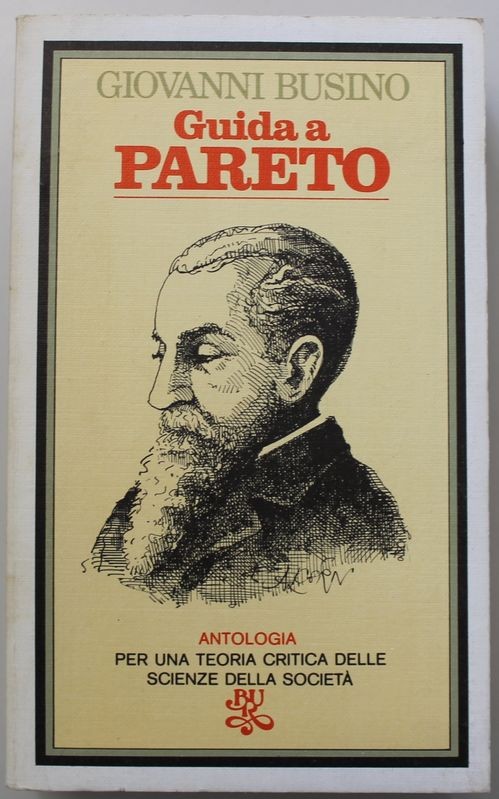 GIOVANNI BUSINO
Guida a
PARETO
ANTOLOGIA
PER UNA TEORIA CRITICA DELLE
SCIENZE DELLA SOCIETÀ
BUR